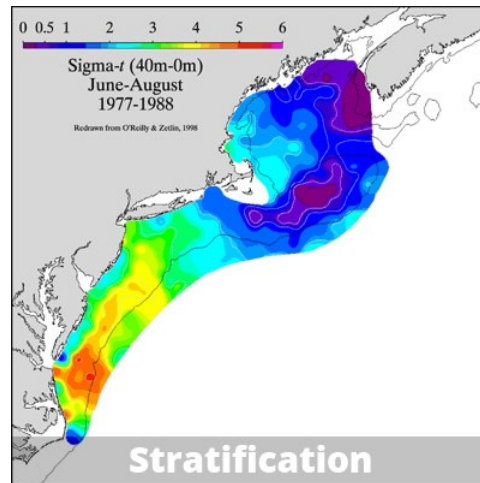 0 0.5 1 2 3 4 5 6
Sigma-t (40m-0m)
June-August
1977-1988
Redrawn from O'Reilly & Zetlin, 1998
Stratification